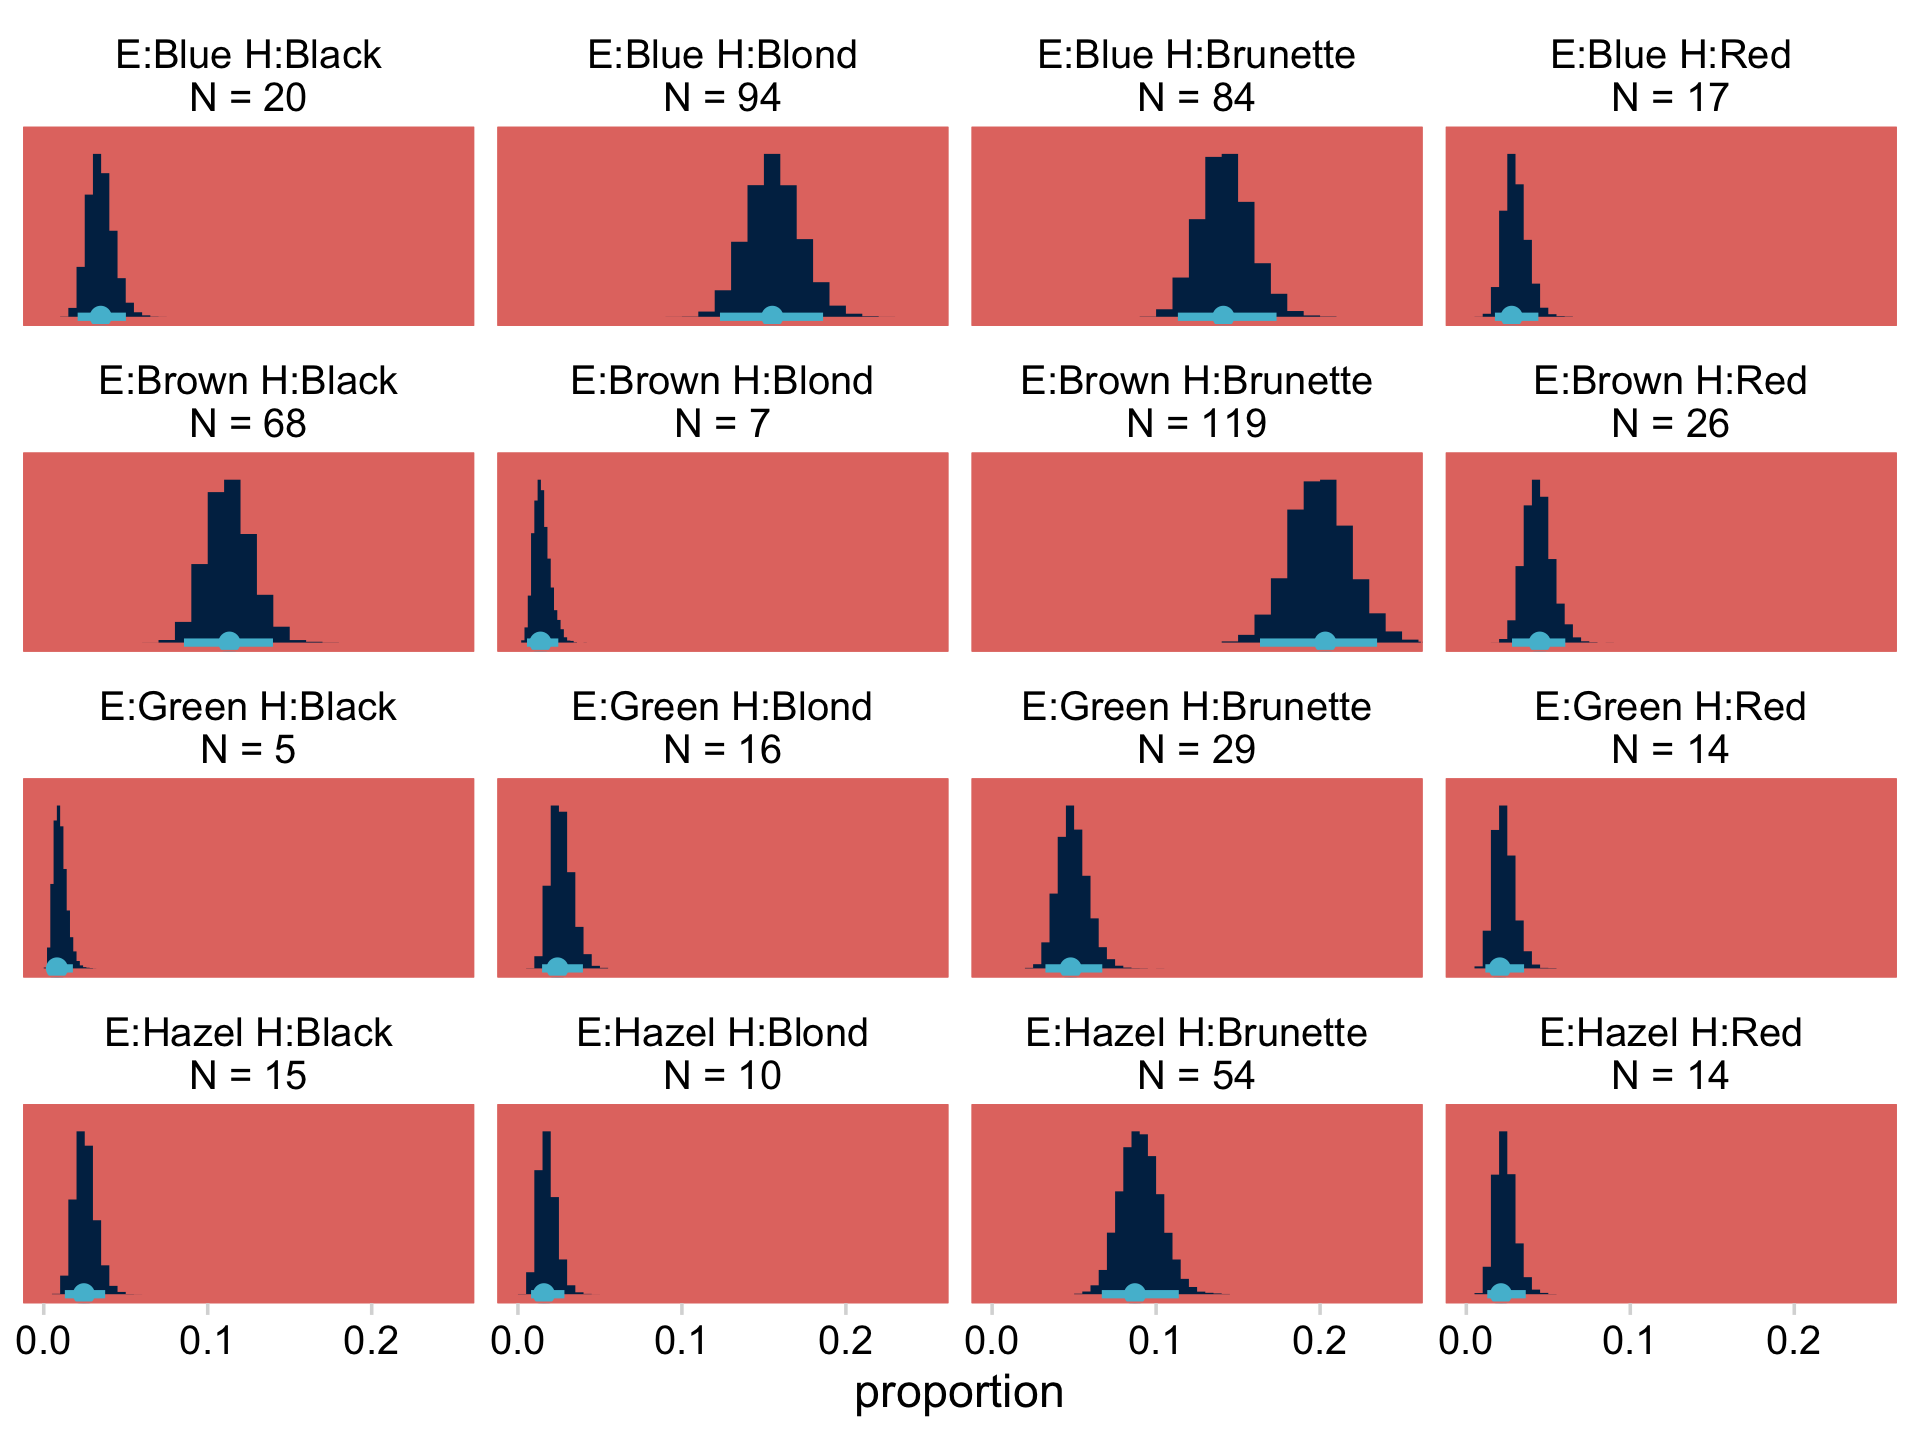 E:Blue H:Black
N = 20
E:Blue H:Blond
N = 94
E:Blue H:Brunette
N = 84
E:Blue H:Red
N = 17
E:Brown H:Black
N = 68
E:Brown H:Blond
N = 7
E:Brown H:Brunette
N = 119
E:Brown H:Red
N = 26
E:Green H:Black
N = 5
E:Green H:Blond
N = 16
E:Green H:Brunette
N = 29
E:Green H:Red
N = 14
E:Hazel H:Black
N = 15
E:Hazel H:Blond
N = 10
E:Hazel H:Brunette
N = 54
E:Hazel H:Red
N = 14
0.0 0.1 0.2 0.0 0.1 0.2 0.0 0.1 0.2 0.0 0.1 0.2
proportion